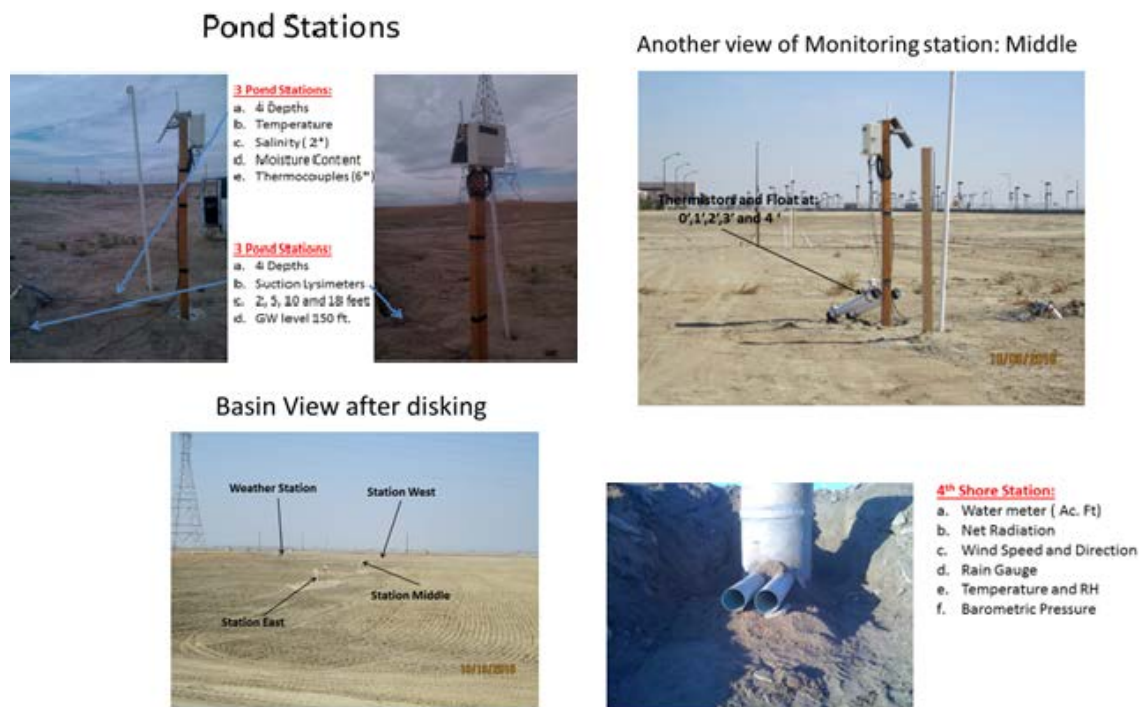 Pond Stations
3 Pond Stations:
a. 4 Depths
b. Temperature
c. Salinity ( 2")
d. Moisture Content
e. Thermocouples (6")
3 Pond Stations:
a. 4 Depths
b. Suction Lysimeters
c. 2, 5, 10 and 18 feet
d. GW level 150 ft.
Another view of Monitoring station: Middle
Thermistors and Float at:
0',1',2',3' and 4 '
Basin View after disking
Weather Station
Station West
Station Middle
Station East
10/10/2010
4th Shore Station:
a. Water meter ( Ac. Ft)
b. Net Radiation
c. Wind Speed and Direction
d. Rain Gauge
e. Temperature and RH
f. Barometric Pressure